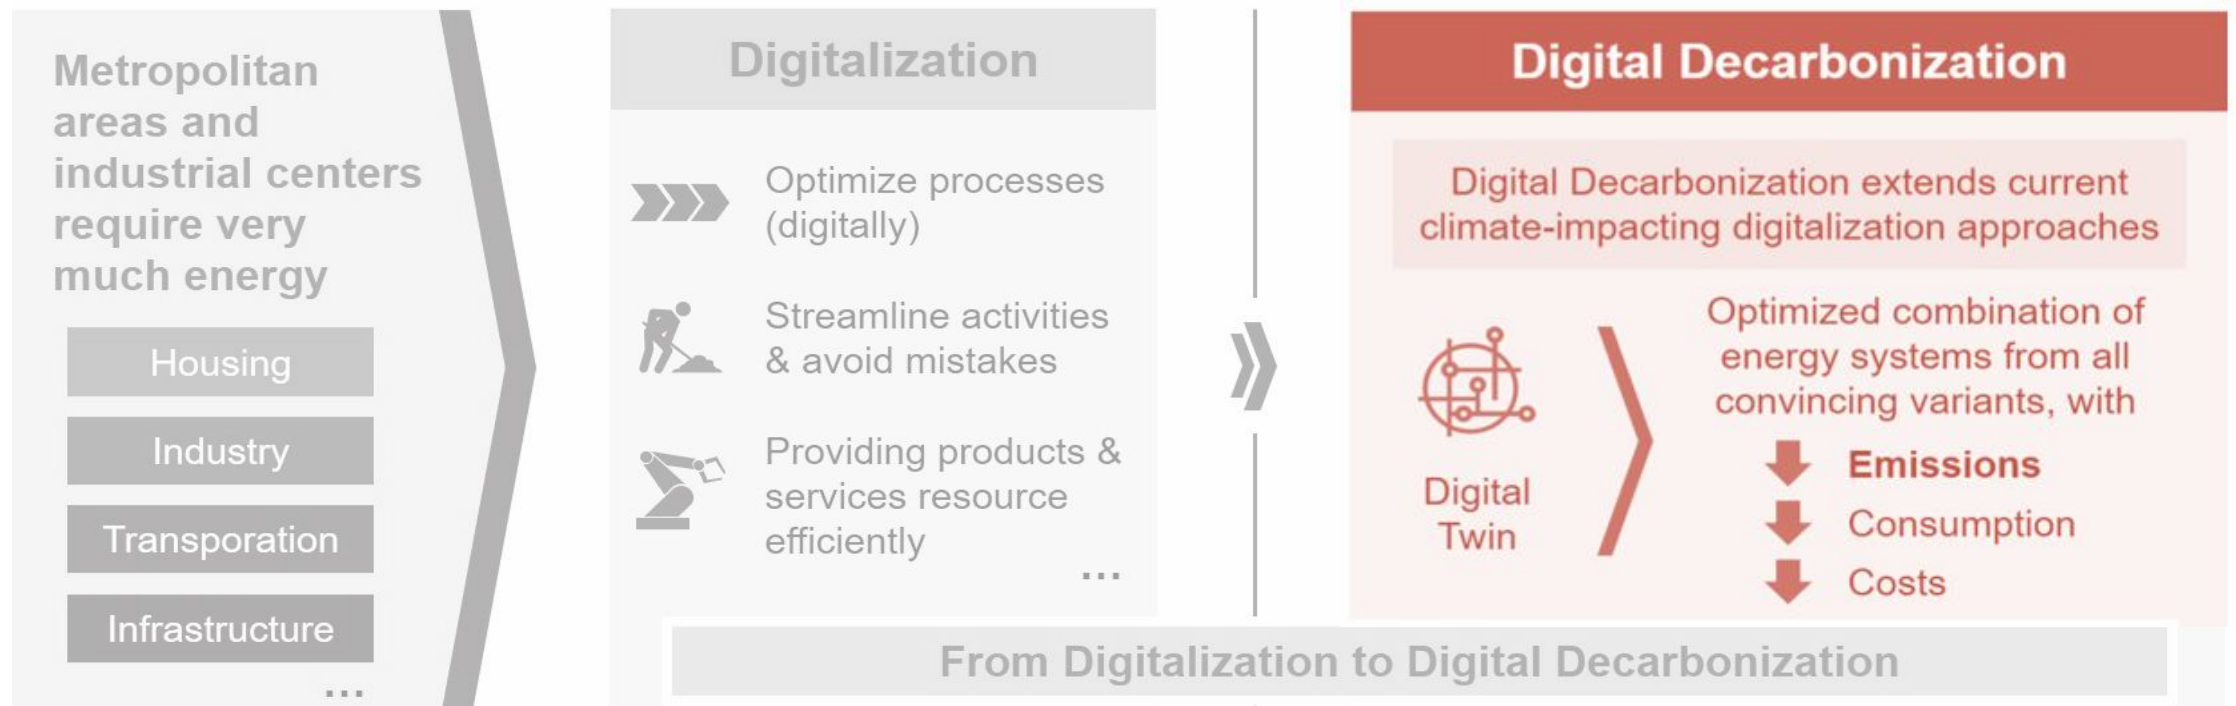 Metropolitan
areas and
industrial centers
require very
much energy
Housing
Industry
Transporation
Infrastructure
...
Digitalization
Optimize processes
(digitally)
Streamline activities
& avoid mistakes
Providing products &
services resource
efficiently
...
Digital Decarbonization
Digital Decarbonization extends current
climate-impacting digitalization approaches
Digital
Twin
Optimized combination of
energy systems from all
convincing variants, with
Emissions
Consumption
Costs
From Digitalization to Digital Decarbonization